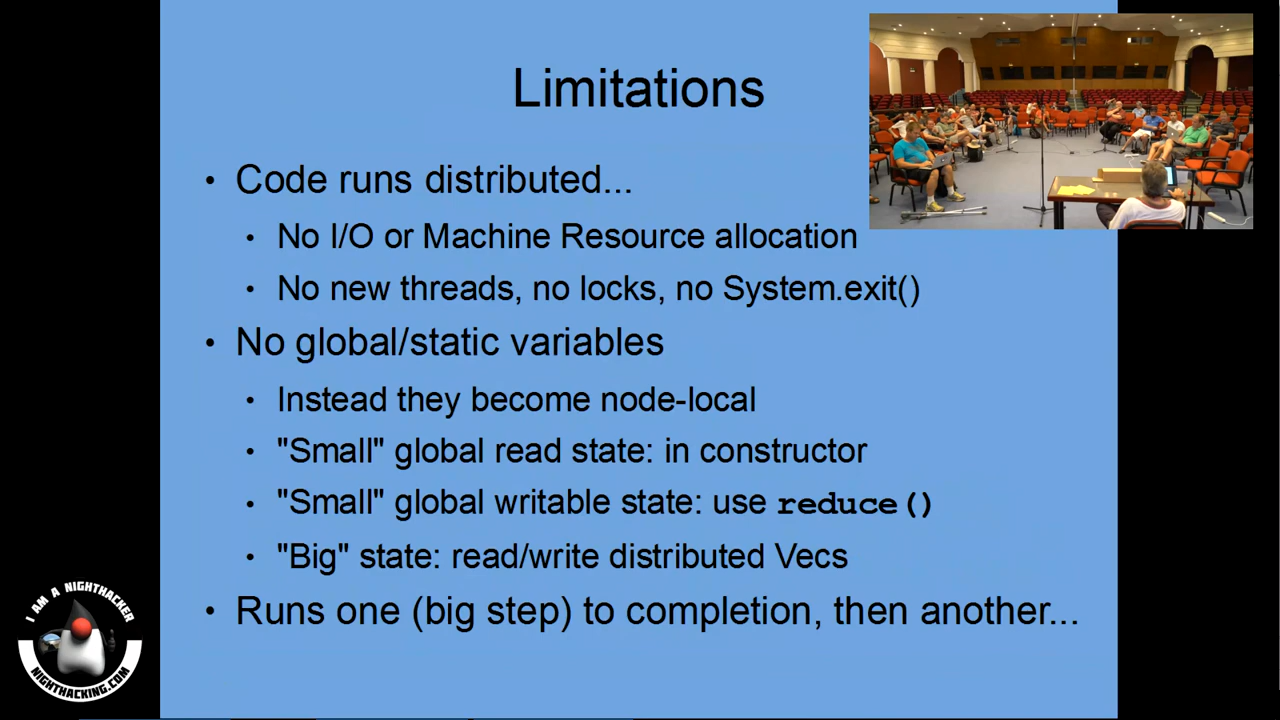 Limitations
• Code runs distributed...
• No I/O or Machine Resource allocation
• No new threads, no locks, no System.exit()
• No global/static variables
• Instead they become node-local
• "Small" global read state: in constructor
• "Small" global writable state: use reduce()
• "Big" state: read/write distributed Vecs
• Runs one (big step) to completion, then another...
I AM A NIGHTHACKER
NIGHTHACKING.COM